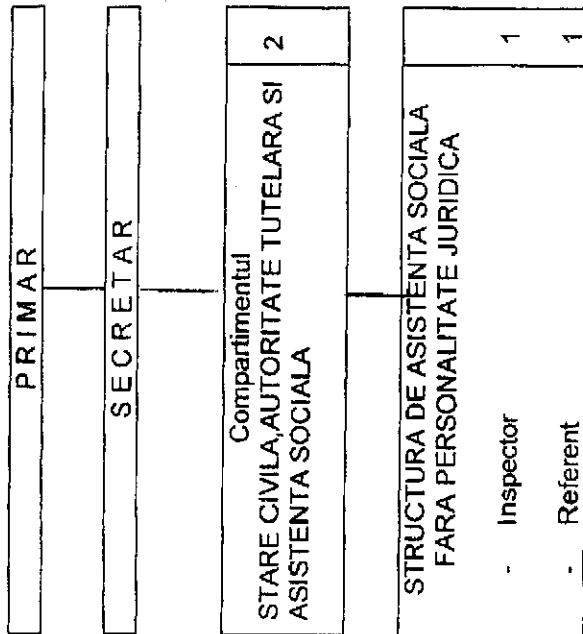 PRIMAR
SECRETAR
Compartimentul
STARE CIVILA,AUTORITATE TUTELARA SI
ASISTENTA SOCIALA
2
STRUCTURA DE ASISTENTA SOCIALA
FARA PERSONALITATE JURIDICA
- Inspector 1
- Referent 1